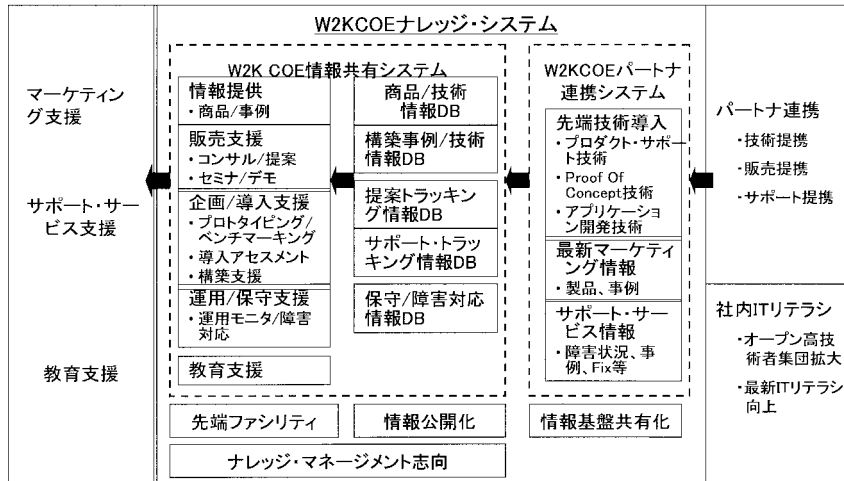 W2KCOEナレッジ・システム
マーケティン
グ支援
サポート・サー
ビス支援
教育支援
W2K COE情報共有システム
情報提供
・商品/事例
販売支援
・コンサル/提案
・セミナ/デモ
企画/導入支援
・プロトタイピング/
ベンチマーキング
・導入アセスメント
・構築支援
運用/保守支援
・運用モニタ/障害
対応
教育支援
商品/技術
情報DB
構築事例/技術
情報DB
提案トラッキン
グ情報DB
サポート・トラッ
キング情報DB
保守/障害対応
情報DB
W2KCOEパートナ
連携システム
先端技術導入
・プロダクト・サポー
ト技術
・Proof Of
Concept技術
・アプリケーション
開発技術
最新マーケティ
ング情報
・製品、事例
サポート・サー
ビス情報
・障害状況、事
例、Fix等
先端ファシリティ
情報公開化
情報基盤共有化
ナレッジ・マネージメント志向
パートナ連携
・技術提携
・販売提携
・サポート提携
社内ITリテラシ
・オープン高技
術者集団拡大
・最新ITリテラシ
向上